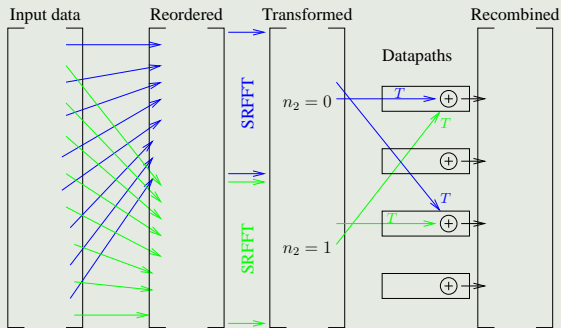 Input data
Reordered
Transformed
Recombined
Datapaths
SRFFT
n₂ = 0
T
+
T
+
T
T
+
SRFFT
n₂ = 1
+